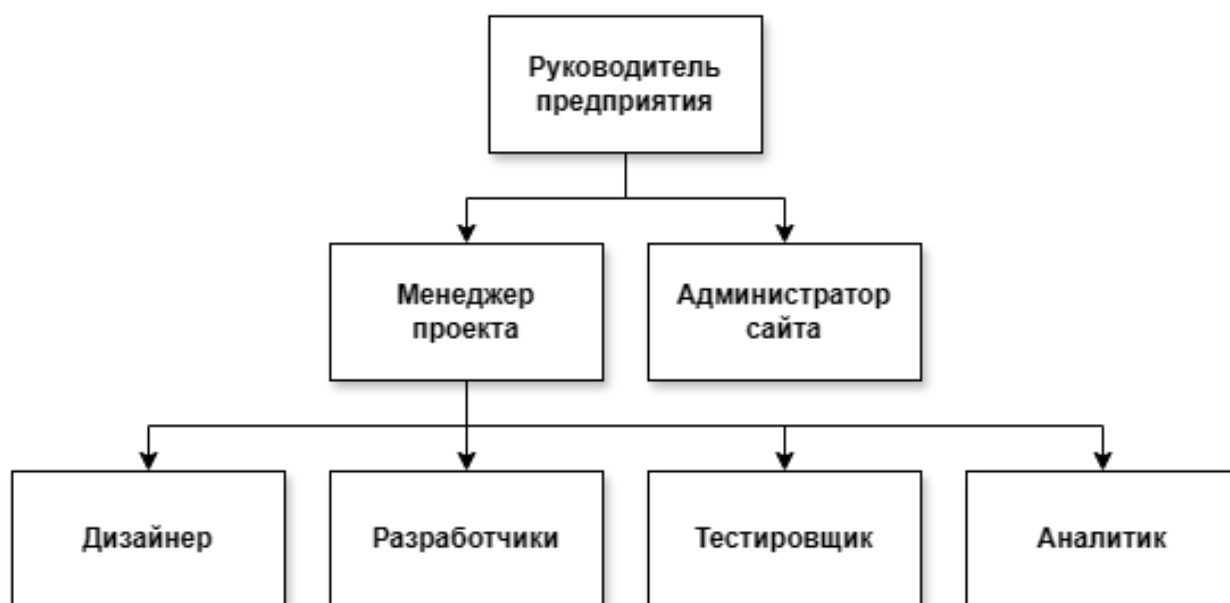 Руководитель
предприятия
Менеджер
проекта
Администратор
сайта
Дизайнер
Разработчики
Тестировщик
Аналитик